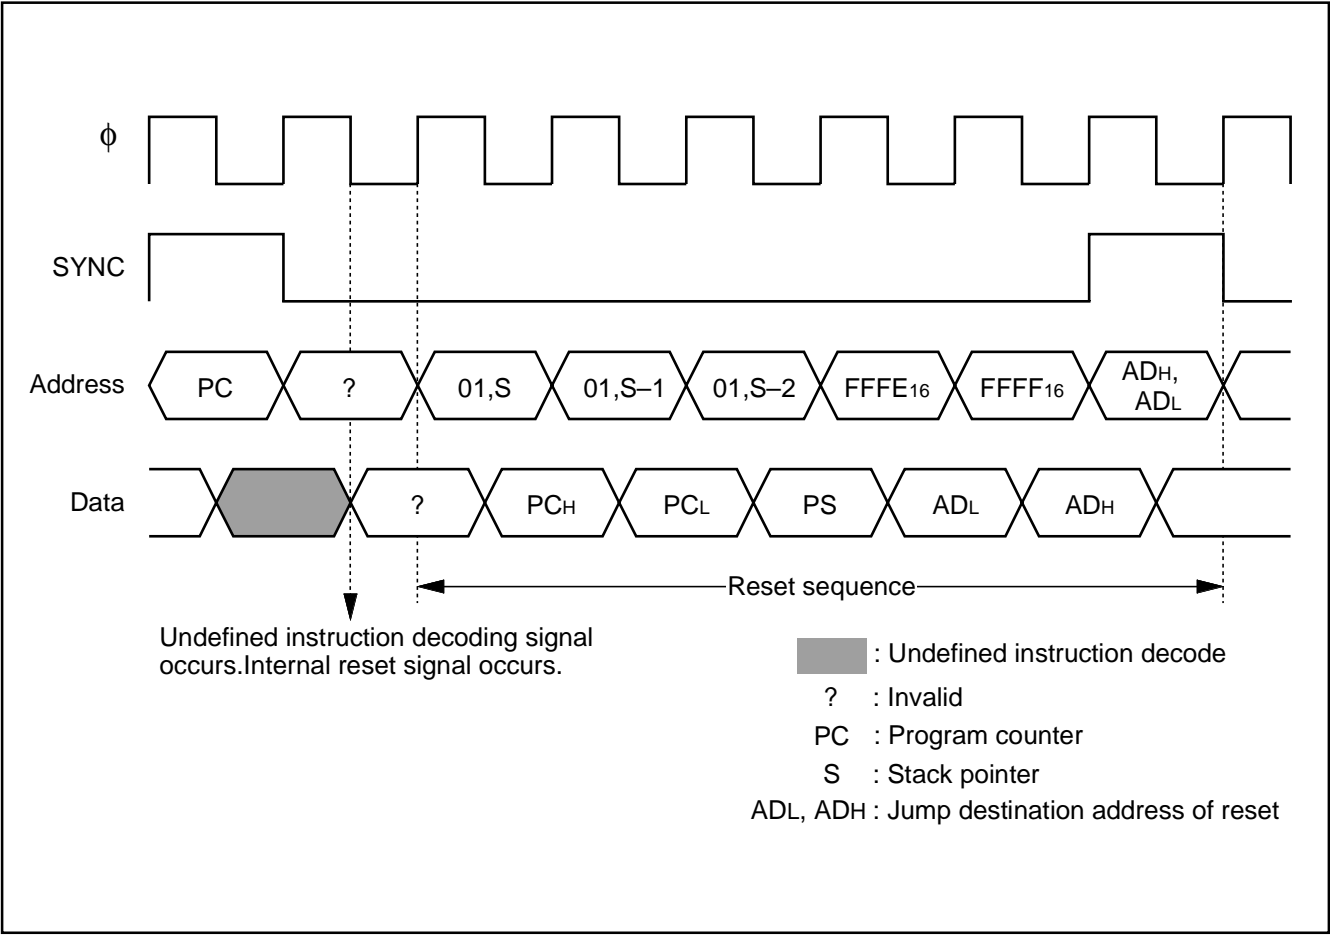 ϕ
SYNC
Address PC ? 01,S 01,S–1 01,S–2 FFFE16 FFFF16 ADH, ADL
Data ? PCH PCL PS ADL ADH
Reset sequence
Undefined instruction decoding signal
occurs.Internal reset signal occurs.
: Undefined instruction decode
? : Invalid
PC : Program counter
S : Stack pointer
ADL, ADH : Jump destination address of reset